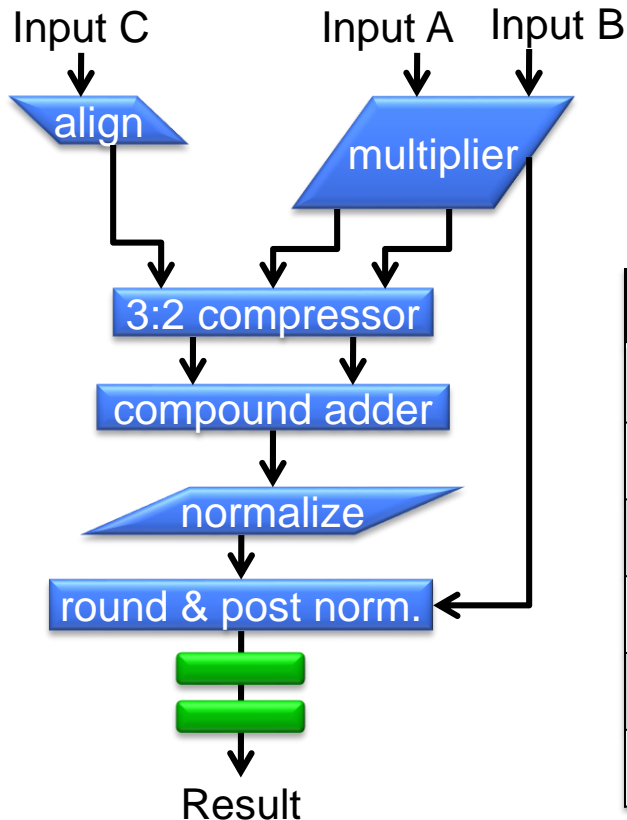 Input C
Input A
Input B
align
multiplier
3:2 compressor
compound adder
normalize
round & post norm.
Result